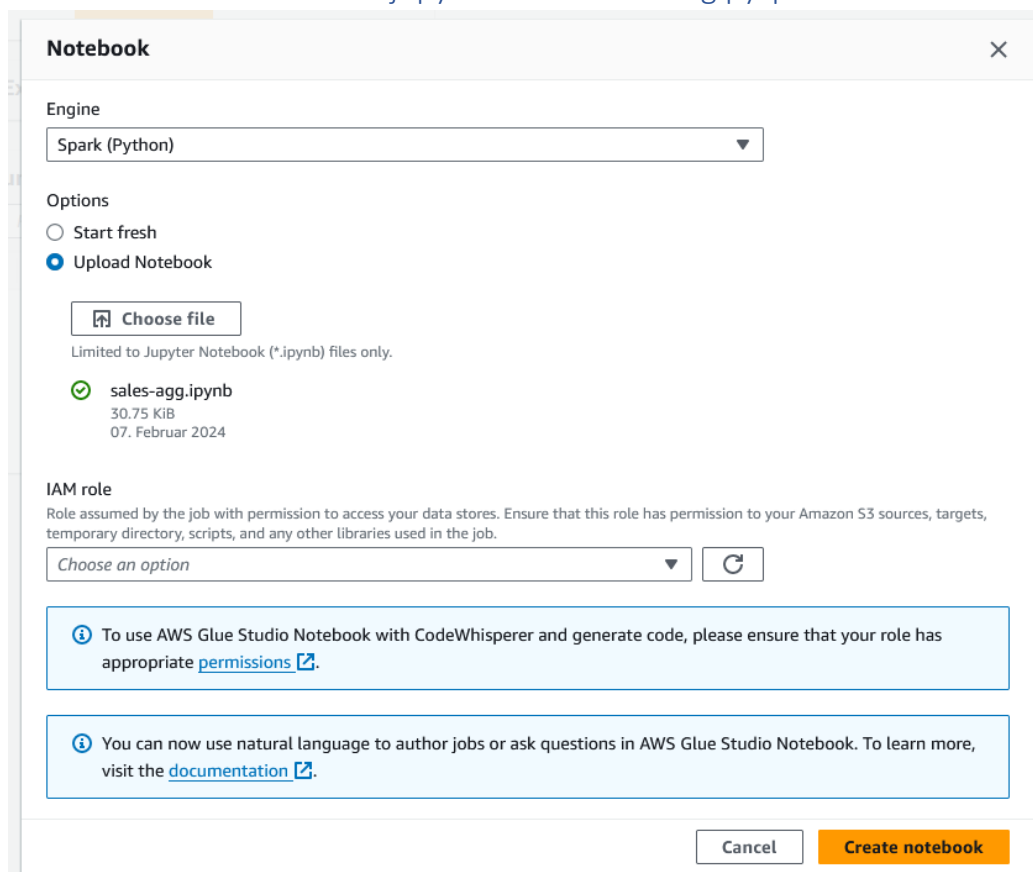 Notebook
Engine
Spark (Python)
Options
Start fresh
Upload Notebook
Choose file
Limited to Jupyter Notebook (*.ipynb) files only.
sales-agg.ipynb
30.75 KiB
07. Februar 2024
IAM role
Role assumed by the job with permission to access your data stores. Ensure that this role has permission to your Amazon S3 sources, targets,
temporary directory, scripts, and any other libraries used in the job.
Choose an option
To use AWS Glue Studio Notebook with CodeWhisperer and generate code, please ensure that your role has
appropriate permissions.
You can now use natural language to author jobs or ask questions in AWS Glue Studio Notebook. To learn more,
visit the documentation.
Cancel
Create notebook